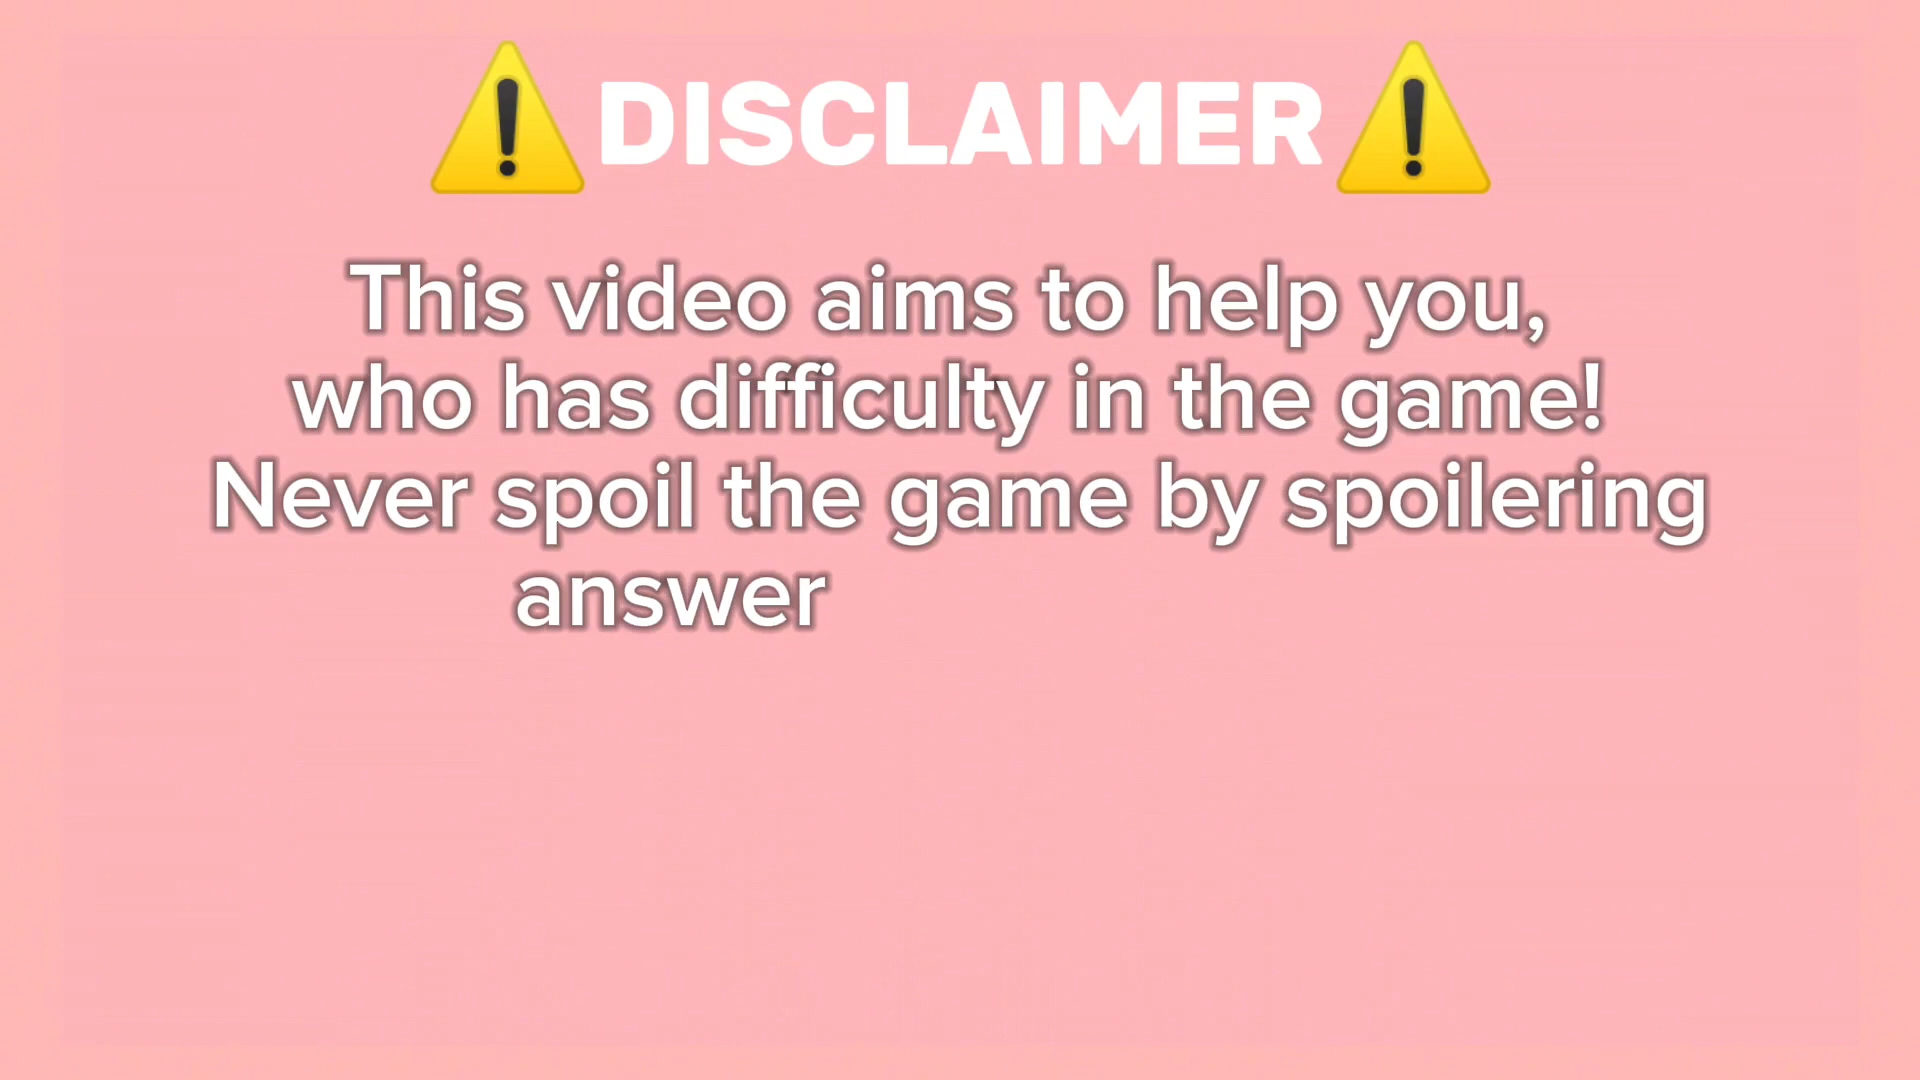 ⚠️DISCLAIMER⚠️
This video aims to help you,
who has difficulty in the game!
Never spoil the game by spoilering
answer